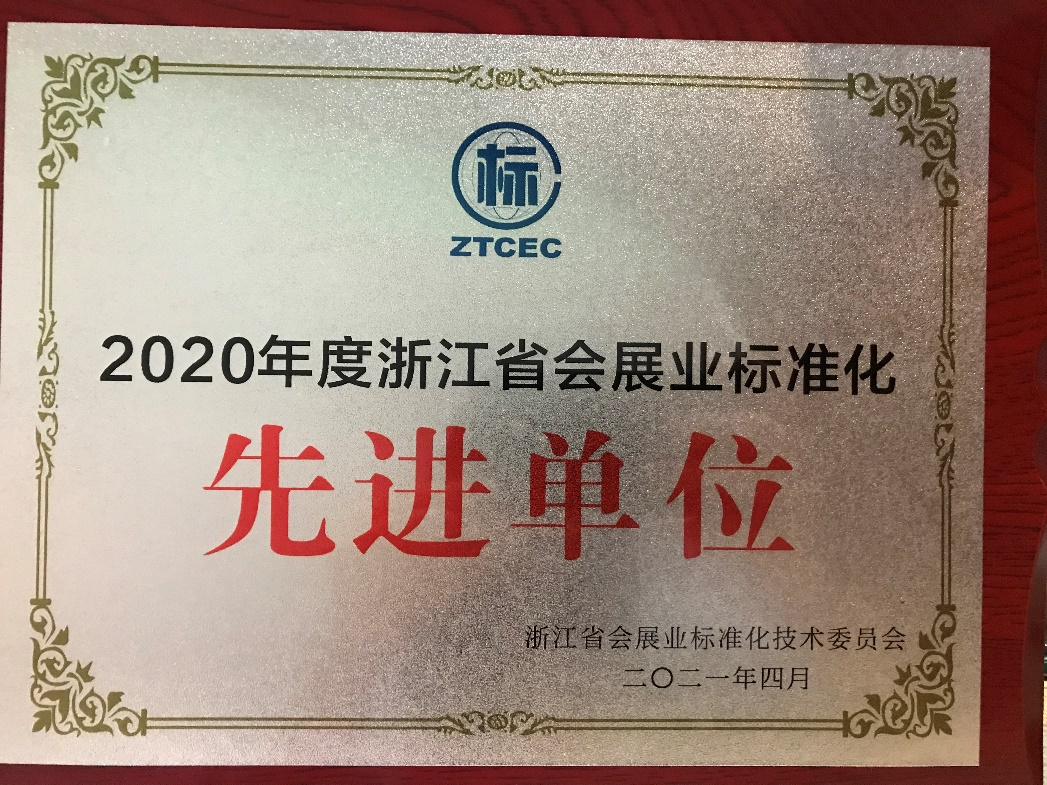 标
ZTCEC
2020年度浙江省会展业标准化
先进单位
浙江省会展业标准化技术委员会
二〇二一年四月